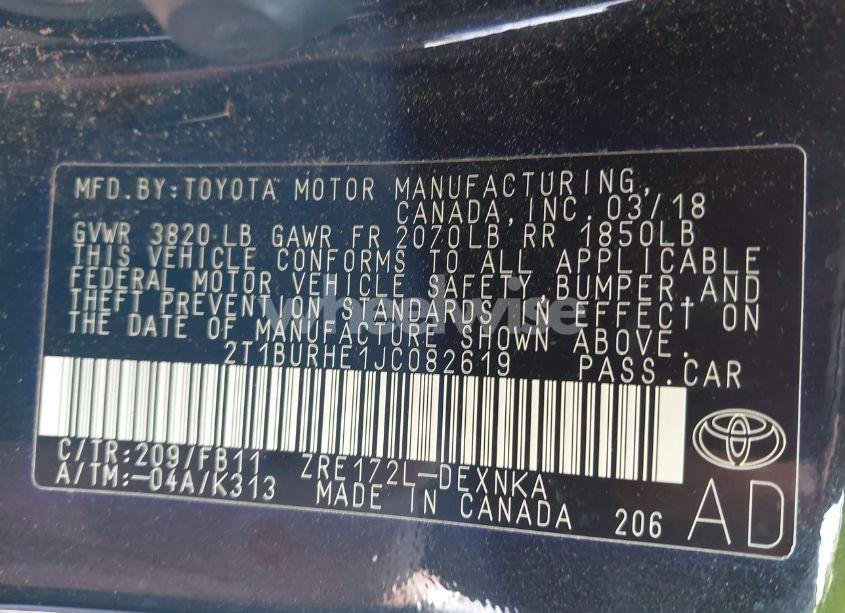 MFD.BY:TOYOTA MOTOR MANUFACTURING,
CANADA,INC. 03/18
GVWR 3820 LB GAWR FR 2070LB RR 1850LB
THIS VEHICLE CONFORMS TO ALL APPLICABLE
FEDERAL MOTOR VEHICLE SAFETY, BUMPER, AND
THEFT PREVENTION STANDARDS IN EFFECT ON
THE DATE OF MANUFACTURE SHOWN ABOVE.
2T1BURHE1JC082619 PASS.CAR
C/TR:209/FB11 ZRE172L-DEXNKA
A/TM:-04A/K313 MADE IN CANADA 206
AD
wheelwise